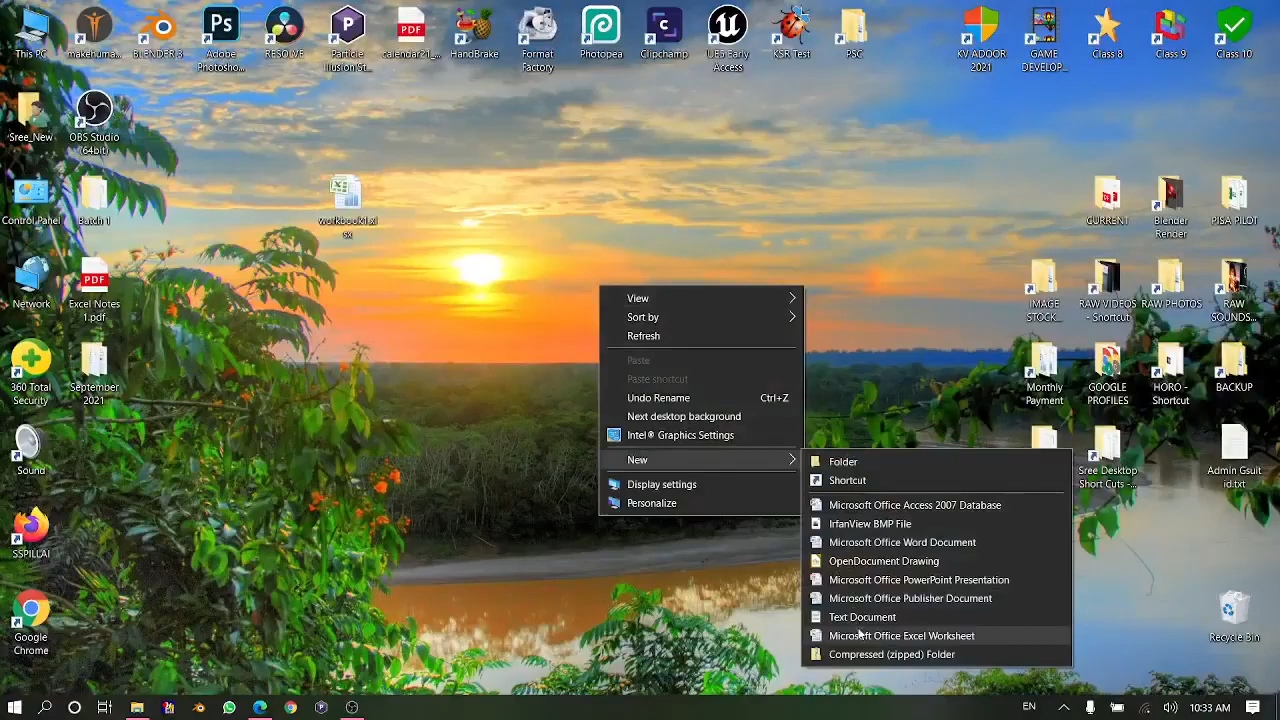 This PC
makehuma...
BLENDER 3
Adobe
Photosho...
RESOLVE
Particle
Illusion St...
calendar21_...
HandBrake
Format
Factory
Photopea
Clipchamp
UE5 Early
Access
KSR Test
PSC
KV ADOOR
2021
GAME
DEVELOP...
Class 8
Class 9
Class 10
Sree_New
OBS Studio
(64bit)
Control Panel
Batch 1
workbook1.xl
sx
CURRENT
Blender
Render
PISA PILOT
Network
Excel Notes
1.pdf
IMAGE
STOCK...
RAW VIDEOS
- Shortcut
RAW PHOTOS
RAW
SOUNDS...
360 Total
Security
September
2021
Monthly
Payment
GOOGLE
PROFILES
HORO -
Shortcut
BACKUP
Sound
Sree Desktop
Short Cuts -...
Admin Gsuit
id.txt
SSPILLAI
Google
Chrome
Recycle Bin
View
Sort by
Refresh
Paste
Paste shortcut
Undo Rename Ctrl+Z
Next desktop background
Intel® Graphics Settings
New
Display settings
Personalize
Folder
Shortcut
Microsoft Office Access 2007 Database
IrfanView BMP File
Microsoft Office Word Document
OpenDocument Drawing
Microsoft Office PowerPoint Presentation
Microsoft Office Publisher Document
Text Document
Microsoft Office Excel Worksheet
Compressed (zipped) Folder
EN 10:33 AM